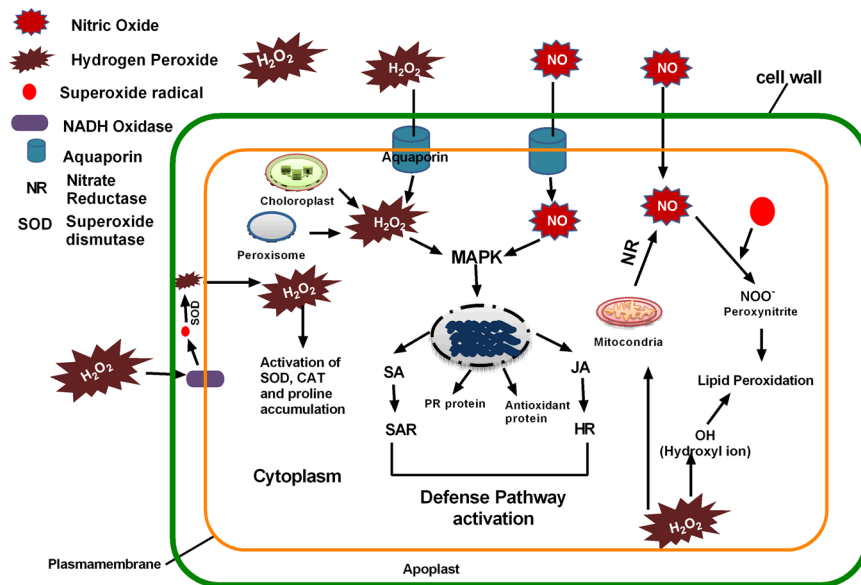 Nitric Oxide
Hydrogen Peroxide
Superoxide radical
NADH Oxidase
Aquaporin
NR Nitrate
Reductase
SOD Superoxide
dismutase
H2O2
H2O2
NO
NO
cell wall
Aquaporin
Choloroplast
Peroxisome
H2O2
NO
NO
MAPK
NR
NOO-
Peroxynitrite
SOD
H2O2
H2O2
Mitocondria
Activation of
SOD, CAT
and proline
accumulation
SA
JA
PR protein
Antioxidant
protein
Lipid Peroxidation
SAR
HR
OH
(Hydroxyl ion)
Cytoplasm
Defense Pathway
activation
H2O2
Plasmamembrane
Apoplast